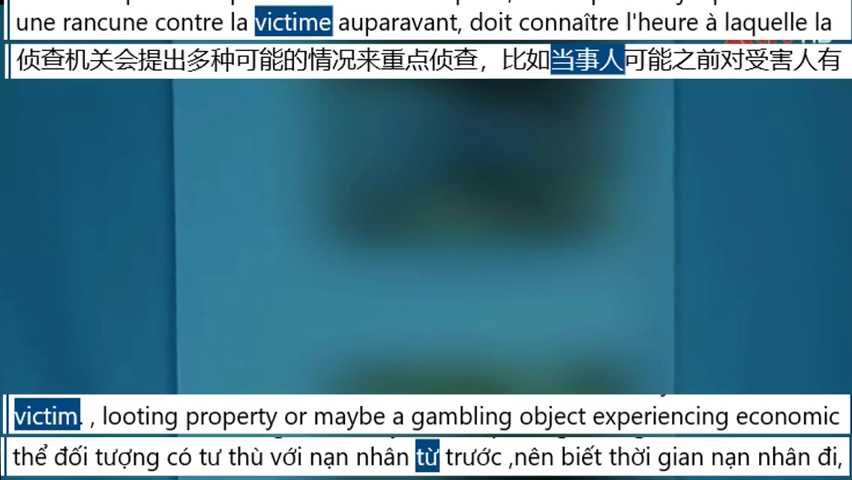 une rancune contre la victime auparavant, doit connaître l'heure à laquelle la
侦查机关会提出多种可能的情况来重点侦查，比如当事人可能之前对受害人有
victim. , looting property or maybe a gambling object experiencing economic
thể đối tượng có tư thù với nạn nhân từ trước ,nên biết thời gian nạn nhân đi,